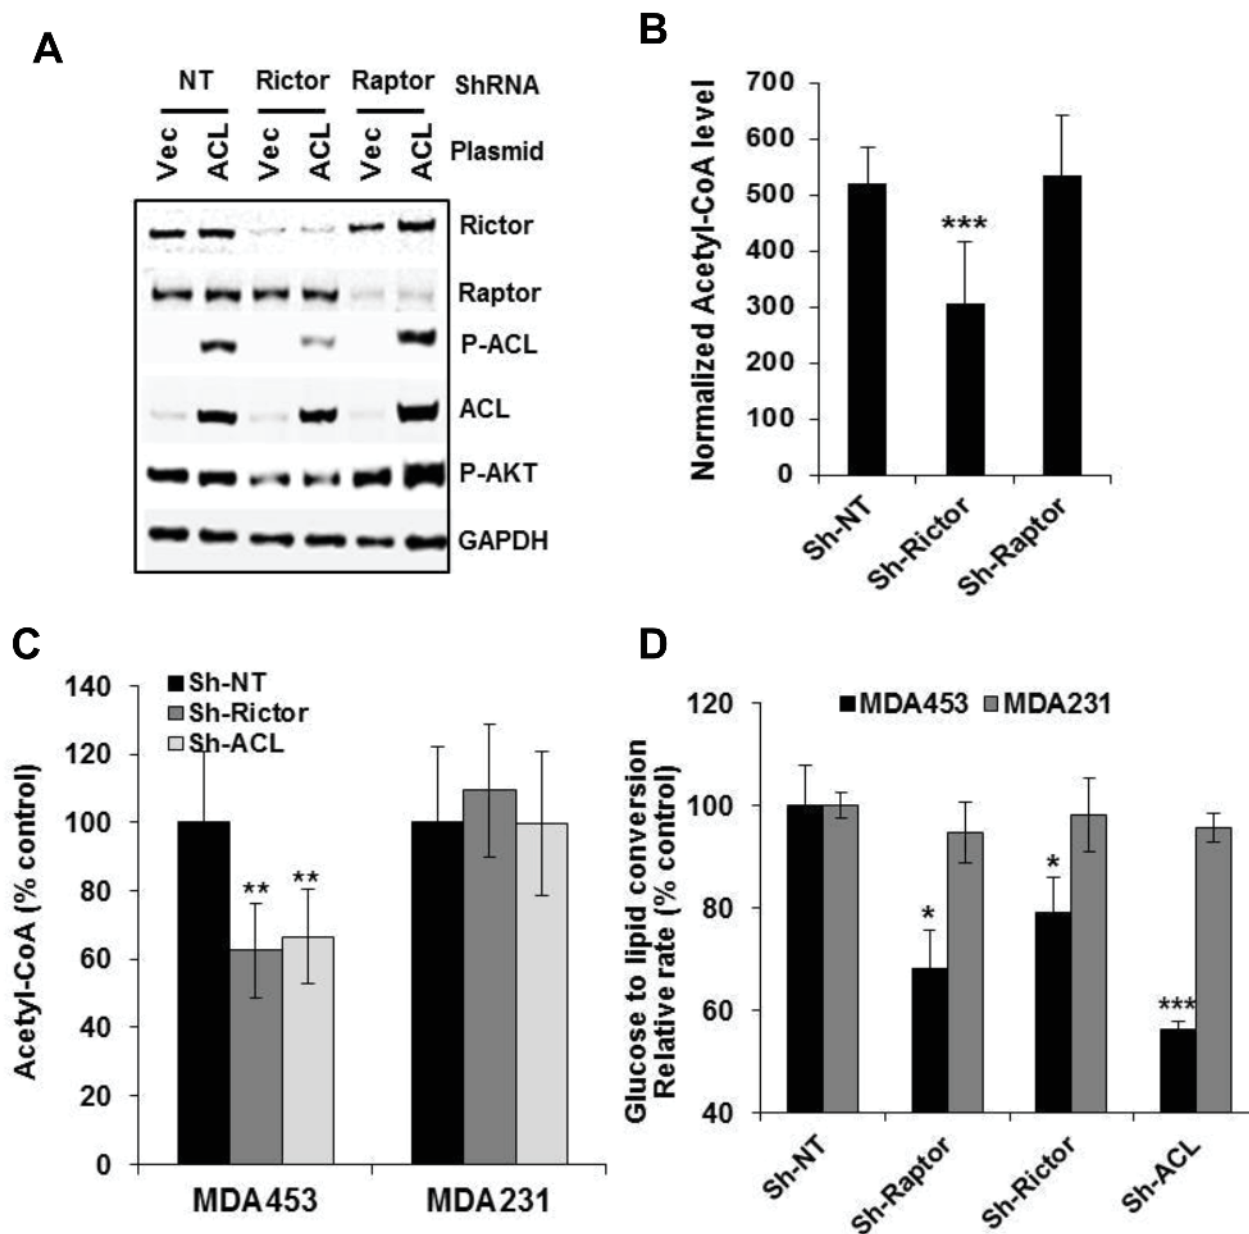 A
NT Rictor Raptor ShRNA
Vec ACL Vec ACL Vec ACL Plasmid
Rictor
Raptor
P-ACL
ACL
P-AKT
GAPDH
B
Normalized Acetyl-CoA level
700
600
500
400
300
200
100
0
***
Sh-NT Sh-Rictor Sh-Raptor
C
Acetyl-CoA (% control)
140
120
100
80
60
40
20
0
Sh-NT
Sh-Rictor
Sh-ACL
** **
MDA453 MDA231
D
Glucose to lipid conversion
Relative rate (% control)
120
100
80
60
40
MDA453 MDA231
*
*
***
Sh-NT Sh-Raptor Sh-Rictor Sh-ACL